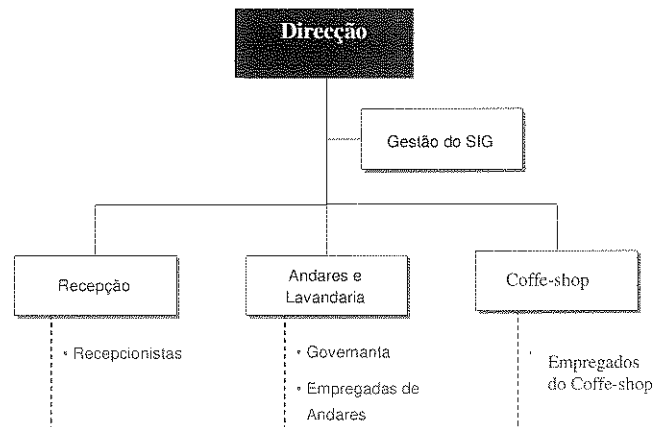 Direcção
Gestão do SIG
Recepção
Andares e
Lavandaria
Coffe-shop
• Recepcionistas
• Governanta
• Empregadas de
Andares
Empregados
do Coffe-shop